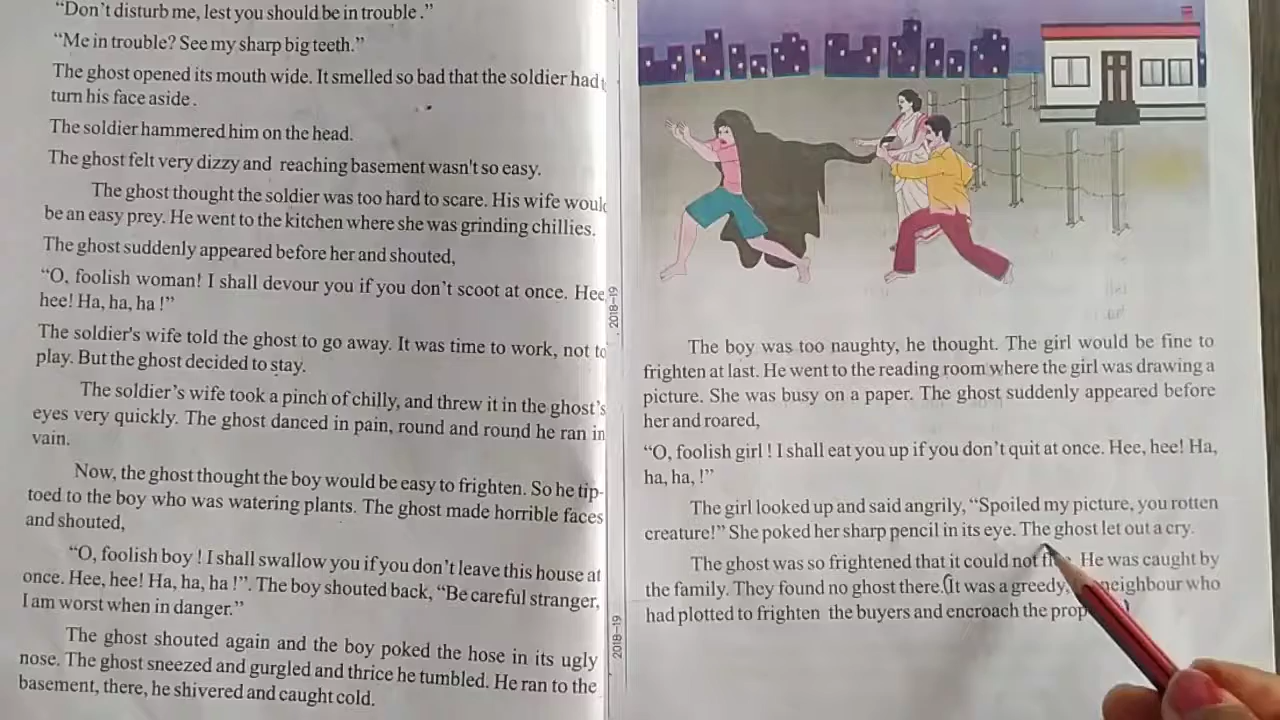 “Don’t disturb me, lest you should be in trouble .”
“Me in trouble? See my sharp big teeth.”
The ghost opened its mouth wide. It smelled so bad that the soldier had
turn his face aside .
The soldier hammered him on the head.
The ghost felt very dizzy and reaching basement wasn't so easy.
The ghost thought the soldier was too hard to scare. His wife would
be an easy prey. He went to the kitchen where she was grinding chillies.
The ghost suddenly appeared before her and shouted,
“O, foolish woman! I shall devour you if you don’t scoot at once. Hee
hee! Ha, ha, ha !”
The soldier's wife told the ghost to go away. It was time to work, not to
play. But the ghost decided to stay.
The soldier’s wife took a pinch of chilly, and threw it in the ghost’s
eyes very quickly. The ghost danced in pain, round and round he ran in
vain.
Now, the ghost thought the boy would be easy to frighten. So he tip-
toed to the boy who was watering plants. The ghost made horrible faces
and shouted,
“O, foolish boy ! I shall swallow you if you don’t leave this house at
once. Hee, hee! Ha, ha, ha !”. The boy shouted back, “Be careful stranger,
I am worst when in danger.”
The ghost shouted again and the boy poked the hose in its ugly
nose. The ghost sneezed and gurgled and thrice he tumbled. He ran to the
basement, there, he shivered and caught cold.
2018–19
2018–19
The boy was too naughty, he thought. The girl would be fine to
frighten at last. He went to the reading room where the girl was drawing a
picture. She was busy on a paper. The ghost suddenly appeared before
her and roared,
“O, foolish girl ! I shall eat you up if you don’t quit at once. Hee, hee! Ha,
ha, ha, !”
The girl looked up and said angrily, “Spoiled my picture, you rotten
creature!” She poked her sharp pencil in its eye. The ghost let out a cry.
The ghost was so frightened that it could not He was caught by
the family. They found no ghost there. (It was a greedy, neighbour who
had plotted to frighten the buyers and encroach the